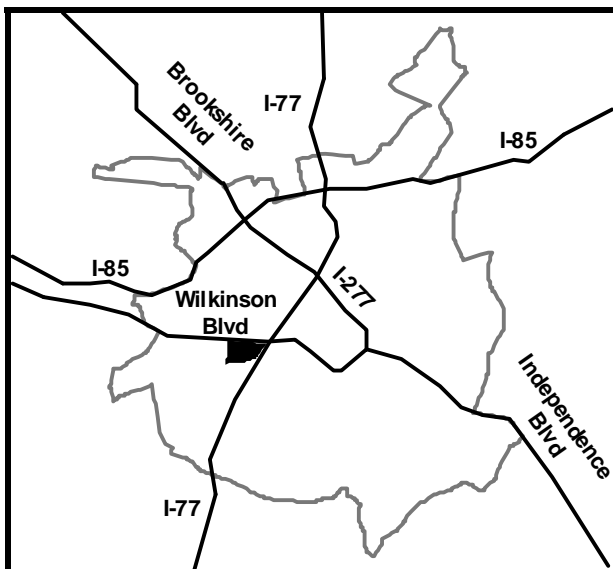 Brookshire
Blvd
I-77
I-85
I-85
Wilkinson
Blvd
I-277
Independence
Blvd
I-77